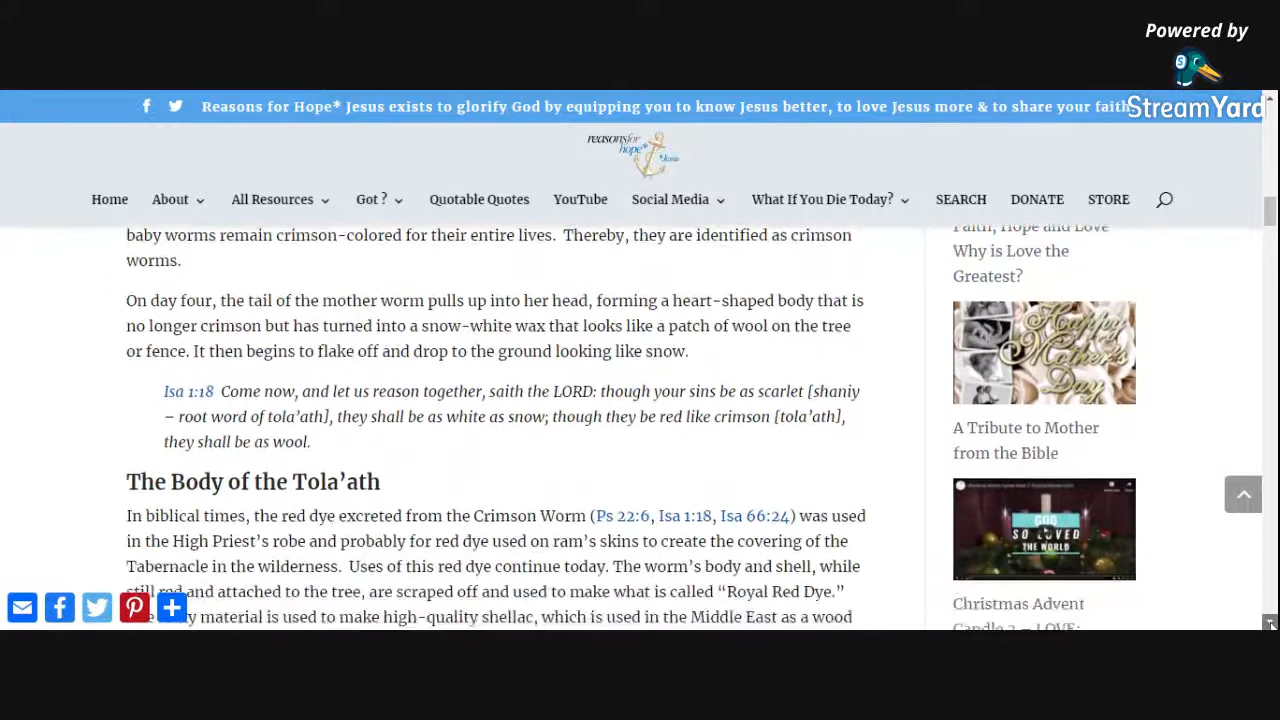 Powered by
StreamYard
Reasons for Hope* Jesus exists to glorify God by equipping you to know Jesus better, to love Jesus more & to share your faith
reasons for
hope*
*Jesus
Home About All Resources Got ? Quotable Quotes YouTube Social Media What If You Die Today? SEARCH DONATE STORE
baby worms remain crimson-colored for their entire lives.  Thereby, they are identified as crimson
worms.
On day four, the tail of the mother worm pulls up into her head, forming a heart-shaped body that is
no longer crimson but has turned into a snow-white wax that looks like a patch of wool on the tree
or fence. It then begins to flake off and drop to the ground looking like snow.
Isa 1:18  Come now, and let us reason together, saith the LORD: though your sins be as scarlet [shaniy
– root word of tola’ath], they shall be as white as snow; though they be red like crimson [tola’ath],
they shall be as wool.
The Body of the Tola’ath
In biblical times, the red dye excreted from the Crimson Worm (Ps 22:6, Isa 1:18, Isa 66:24) was used
in the High Priest’s robe and probably for red dye used on ram’s skins to create the covering of the
Tabernacle in the wilderness.  Uses of this red dye continue today. The worm’s body and shell, while
still red and attached to the tree, are scraped off and used to make what is called “Royal Red Dye.”
material is used to make high-quality shellac, which is used in the Middle East as a wood
Faith, Hope and Love
Why is Love the
Greatest?
Happy
Mother's
Day
A Tribute to Mother
from the Bible
GOD
SO LOVED
THE WORLD
Christmas Advent
Candle 3 – LOVE: